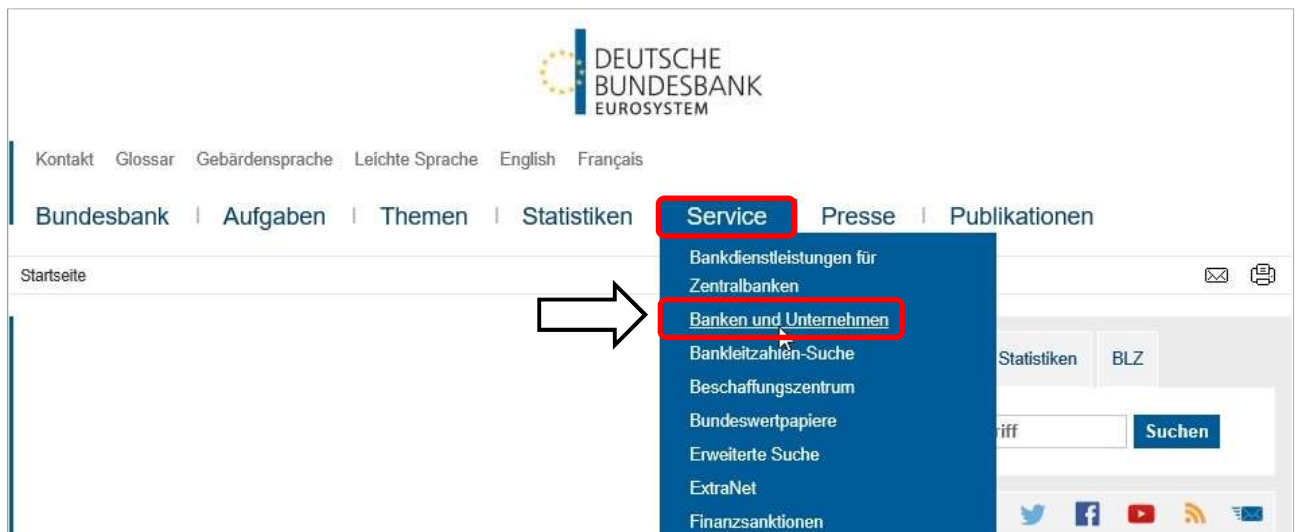 DEUTSCHE
BUNDESBANK
EUROSYSTEM
Kontakt Glossar Gebärdensprache Leichte Sprache English Français
Bundesbank Aufgaben Themen Statistiken Service Presse Publikationen
Startseite
Bankdienstleistungen für
Zentralbanken
Banken und Unternehmen
Bankleitzahlen-Suche
Beschaffungszentrum
Bundeswertpapiere
Erweiterte Suche
ExtraNet
Finanzsanktionen
Statistiken BLZ
riff Suchen